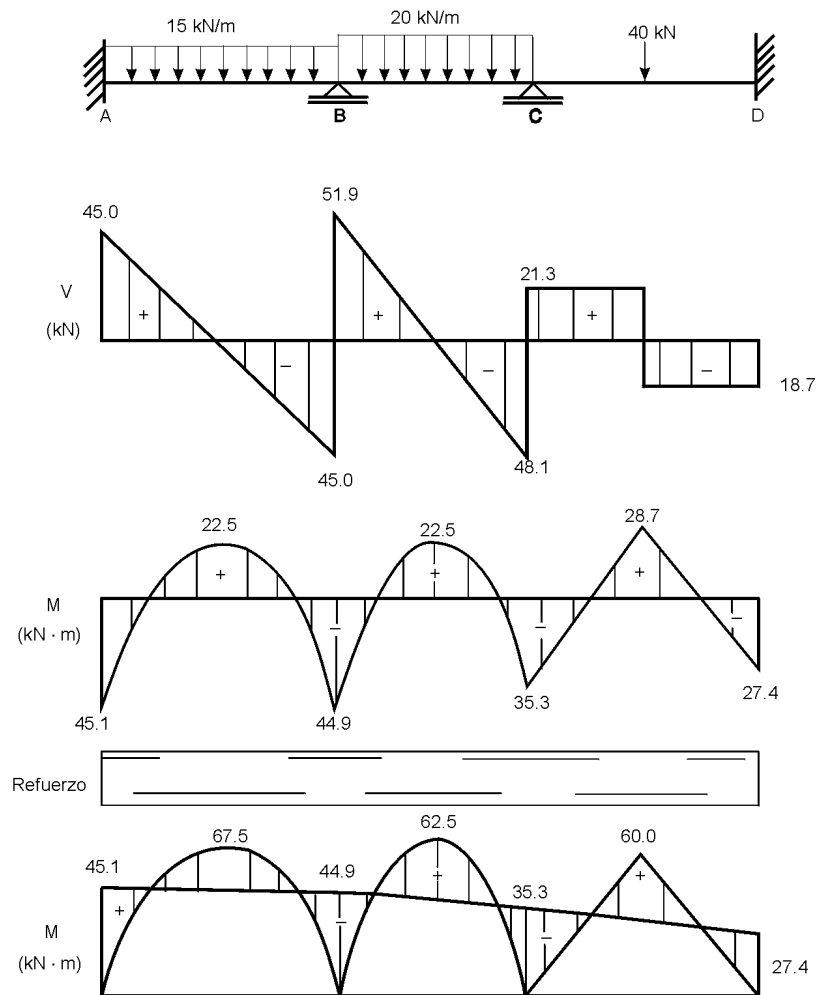 15 kN/m
20 kN/m
40 kN
A
B
C
D
51.9
45.0
21.3
V
(kN)
+
–
+
–
+
–
18.7
45.0
48.1
22.5
22.5
28.7
M
(kN · m)
+
–
+
–
+
–
45.1
44.9
35.3
27.4
Refuerzo
67.5
62.5
60.0
45.1
44.9
35.3
+
–
+
–
+
M
(kN · m)
27.4